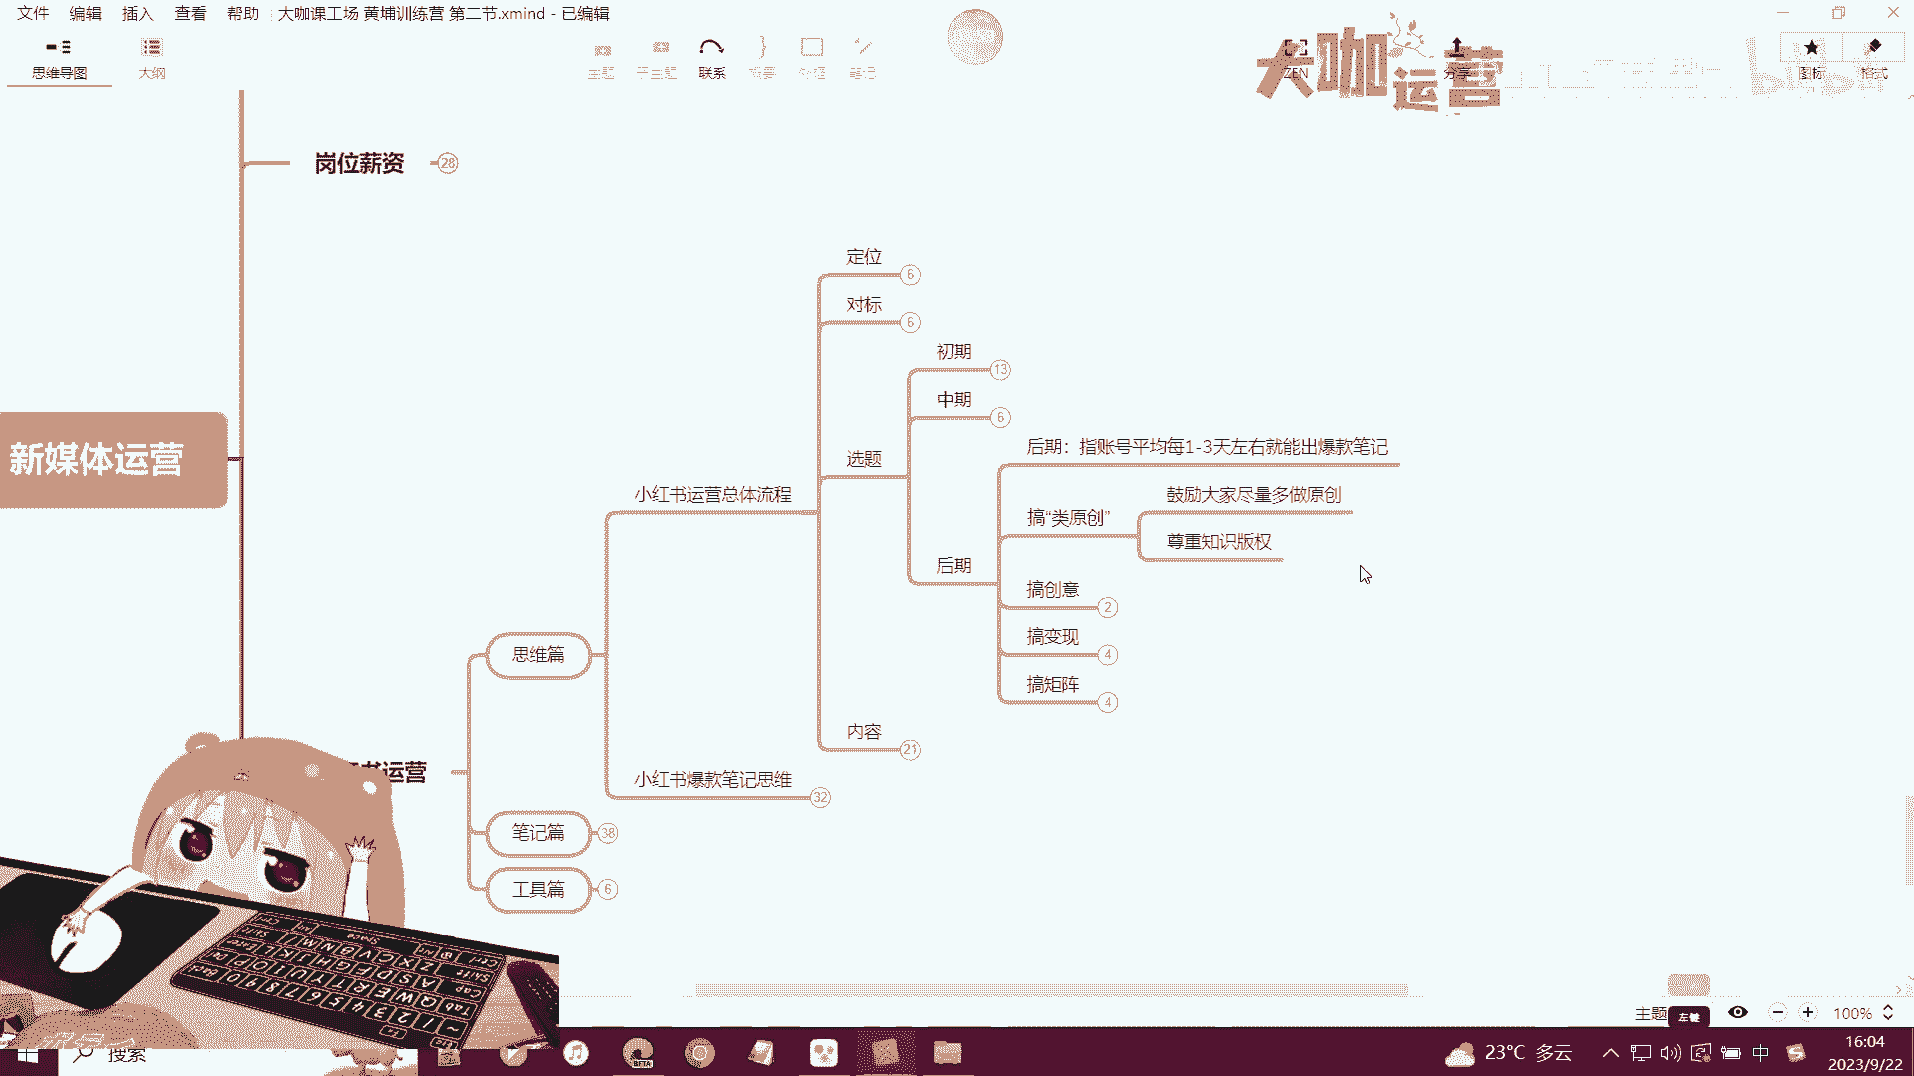 文件 编辑 插入 查看 帮助 大咖课工场 黄埔训练营 第二节.xmind - 已编辑
思维导图 大纲 主题 子主题 联系 概要 外框 笔记 ZEN 分享 图标 格式
大咖运营
岗位薪资 28
定位 6
对标 6
初期 13
中期 6
后期：指账号平均每1-3天左右就能出爆款笔记
新媒体运营
选题
小红书运营总体流程
鼓励大家尽量多做原创
搞“类原创”
尊重知识版权
后期
搞创意 2
搞变现 4
思维篇
搞矩阵 4
内容 21
书运营
小红书爆款笔记思维 32
笔记篇 38
工具篇 6
主题
左键
100%
搜索
BETA
23°C 多云
中
16:04
2023/9/22